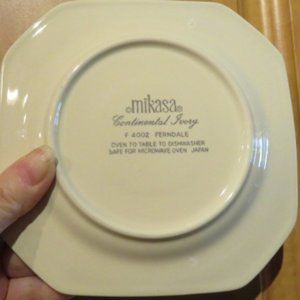 mikasa
Continental Ivory
F 4002 FERNDALE
OVEN TO TABLE TO DISHWASHER
SAFE FOR MICROWAVE OVEN JAPAN